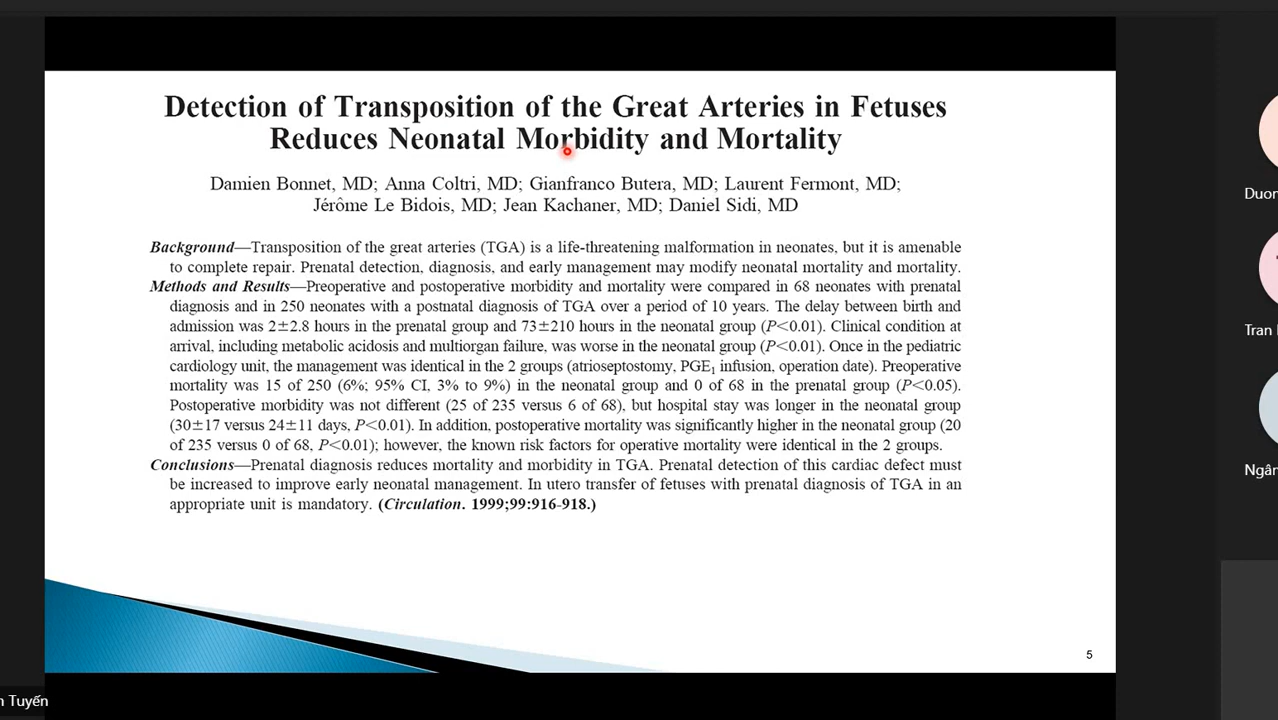 Detection of Transposition of the Great Arteries in Fetuses
Reduces Neonatal Morbidity and Mortality
Damien Bonnet, MD; Anna Coltri, MD; Gianfranco Butera, MD; Laurent Fermont, MD;
Jérôme Le Bidois, MD; Jean Kachaner, MD; Daniel Sidi, MD
Background—Transposition of the great arteries (TGA) is a life-threatening malformation in neonates, but it is amenable
to complete repair. Prenatal detection, diagnosis, and early management may modify neonatal mortality and mortality.
Methods and Results—Preoperative and postoperative morbidity and mortality were compared in 68 neonates with prenatal
diagnosis and in 250 neonates with a postnatal diagnosis of TGA over a period of 10 years. The delay between birth and
admission was 2±2.8 hours in the prenatal group and 73±210 hours in the neonatal group (P<0.01). Clinical condition at
arrival, including metabolic acidosis and multiorgan failure, was worse in the neonatal group (P<0.01). Once in the pediatric
cardiology unit, the management was identical in the 2 groups (atrioseptostomy, PGE1 infusion, operation date). Preoperative
mortality was 15 of 250 (6%; 95% CI, 3% to 9%) in the neonatal group and 0 of 68 in the prenatal group (P<0.05).
Postoperative morbidity was not different (25 of 235 versus 6 of 68), but hospital stay was longer in the neonatal group
(30±17 versus 24±11 days, P<0.01). In addition, postoperative mortality was significantly higher in the neonatal group (20
of 235 versus 0 of 68, P<0.01); however, the known risk factors for operative mortality were identical in the 2 groups.
Conclusions—Prenatal diagnosis reduces mortality and morbidity in TGA. Prenatal detection of this cardiac defect must
be increased to improve early neonatal management. In utero transfer of fetuses with prenatal diagnosis of TGA in an
appropriate unit is mandatory. (Circulation. 1999;99:916-918.)
5
Duon
Tran
Ngân
n Tuyến